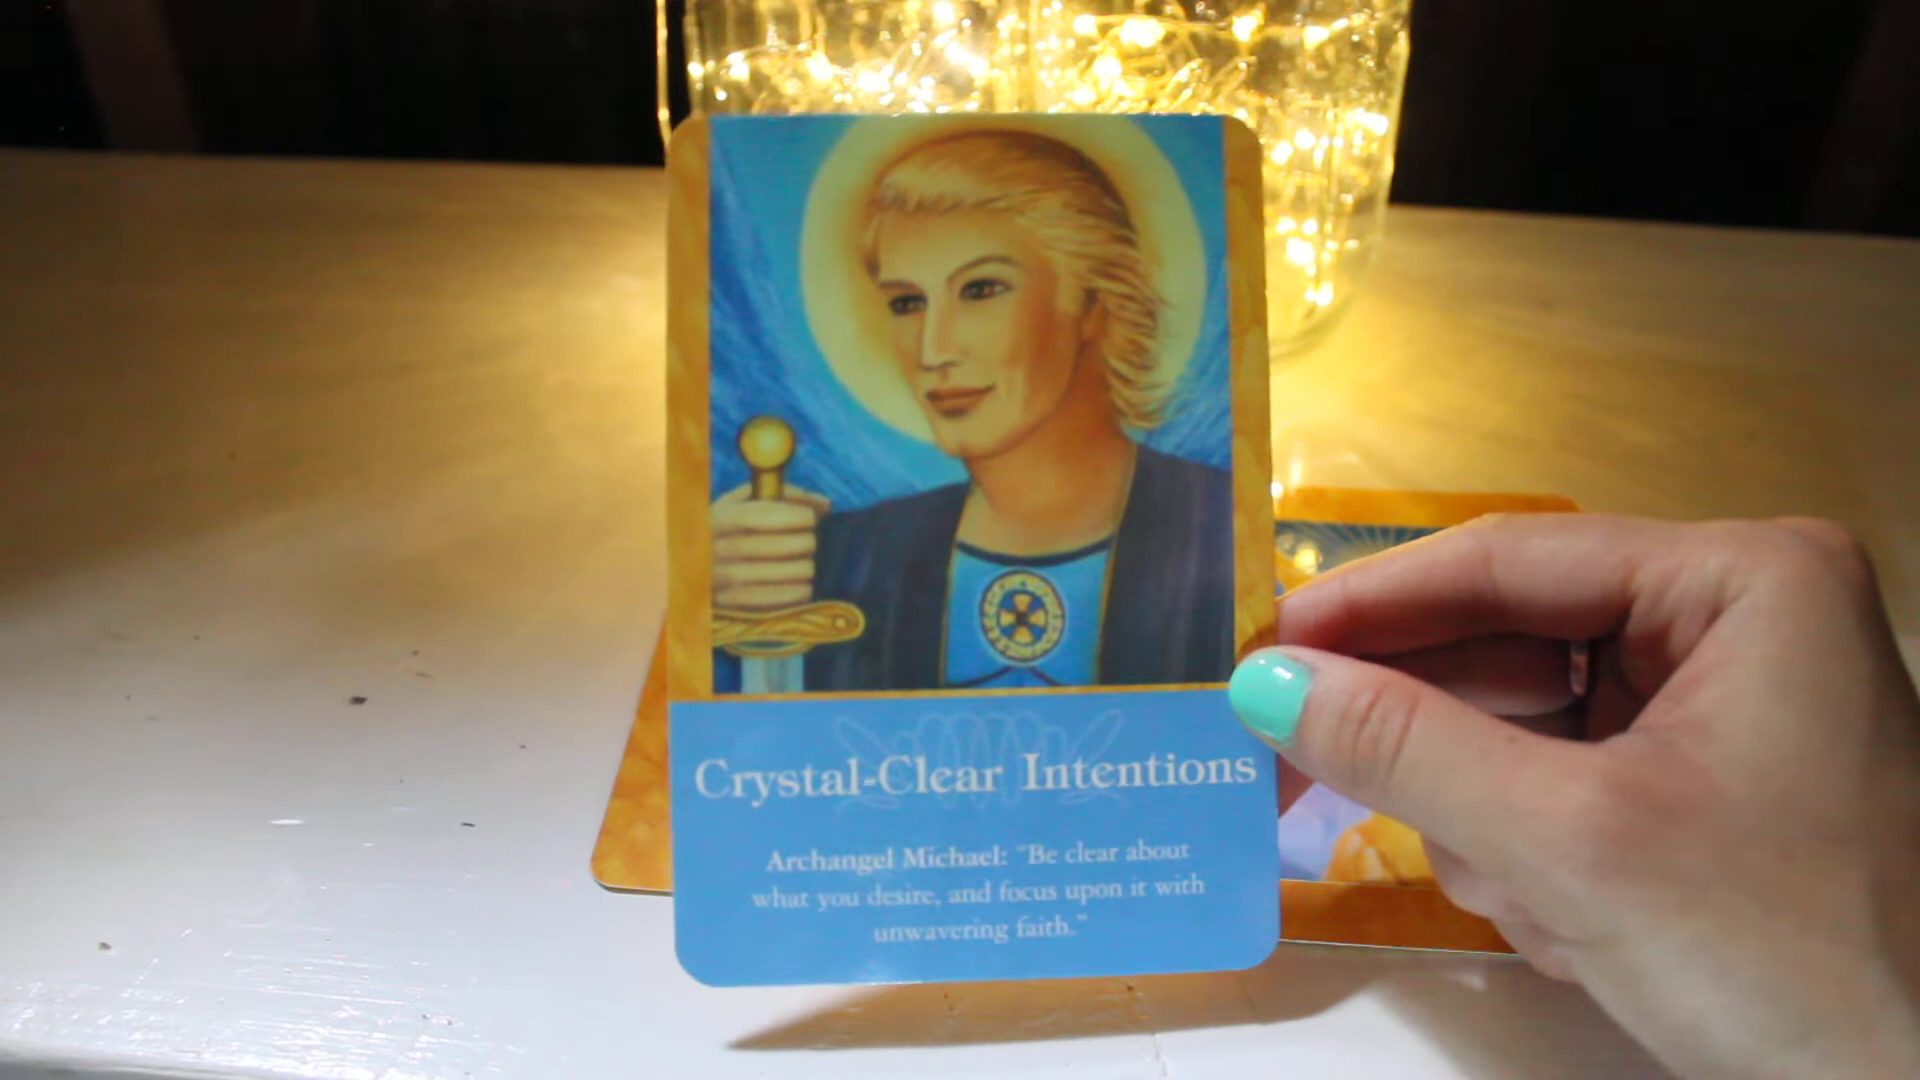 Crystal-Clear Intentions
Archangel Michael: "Be clear about
what you desire, and focus upon it with
unwavering faith."